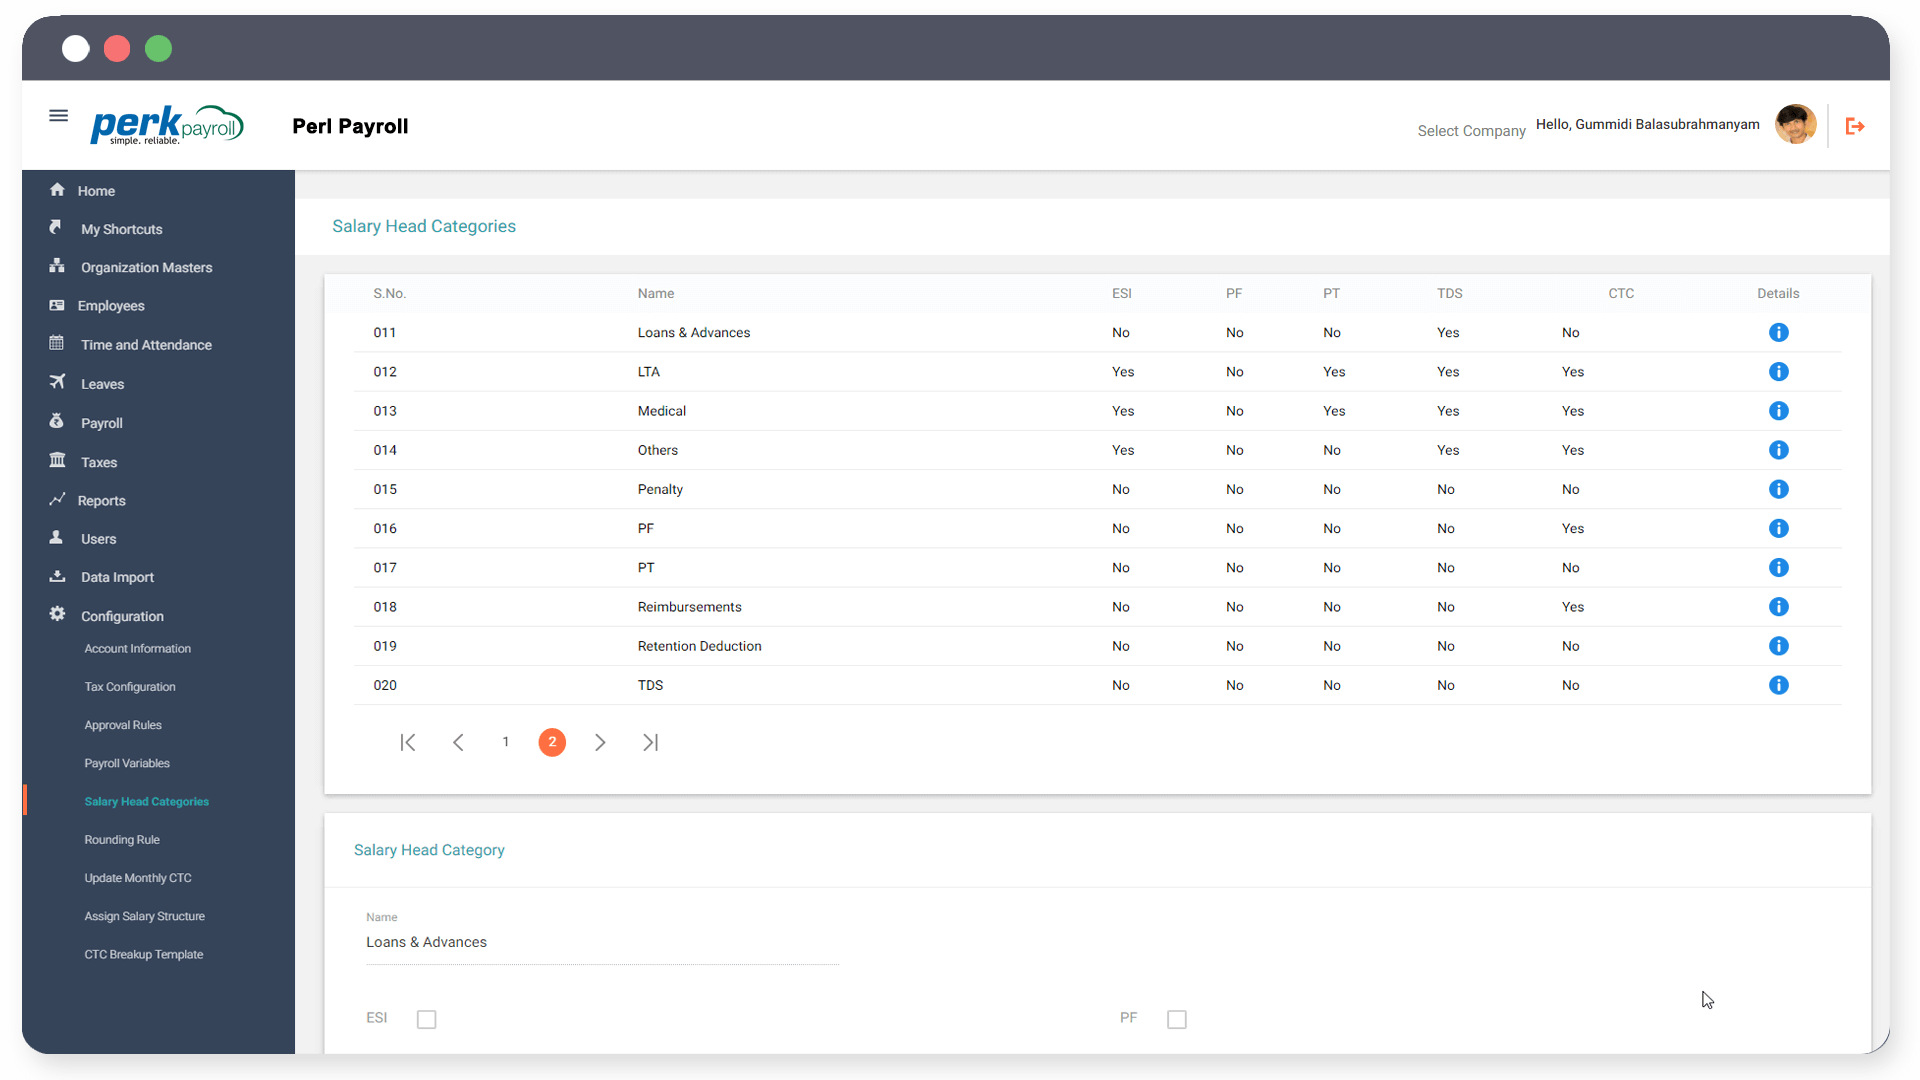 perkpayroll
simple. reliable.
Perl Payroll
Select Company
Hello, Gummidi Balasubrahmanyam
Home
My Shortcuts
Organization Masters
Employees
Time and Attendance
Leaves
Payroll
Taxes
Reports
Users
Data Import
Configuration
Account Information
Tax Configuration
Approval Rules
Payroll Variables
Salary Head Categories
Rounding Rule
Update Monthly CTC
Assign Salary Structure
CTC Breakup Template
Salary Head Categories
S.No. Name ESI PF PT TDS CTC Details
011 Loans & Advances No No No Yes No
012 LTA Yes No Yes Yes Yes
013 Medical Yes No Yes Yes Yes
014 Others Yes No No Yes Yes
015 Penalty No No No No No
016 PF No No No No Yes
017 PT No No No No No
018 Reimbursements No No No No Yes
019 Retention Deduction No No No No No
020 TDS No No No No No
1 2
Salary Head Category
Name
Loans & Advances
ESI PF